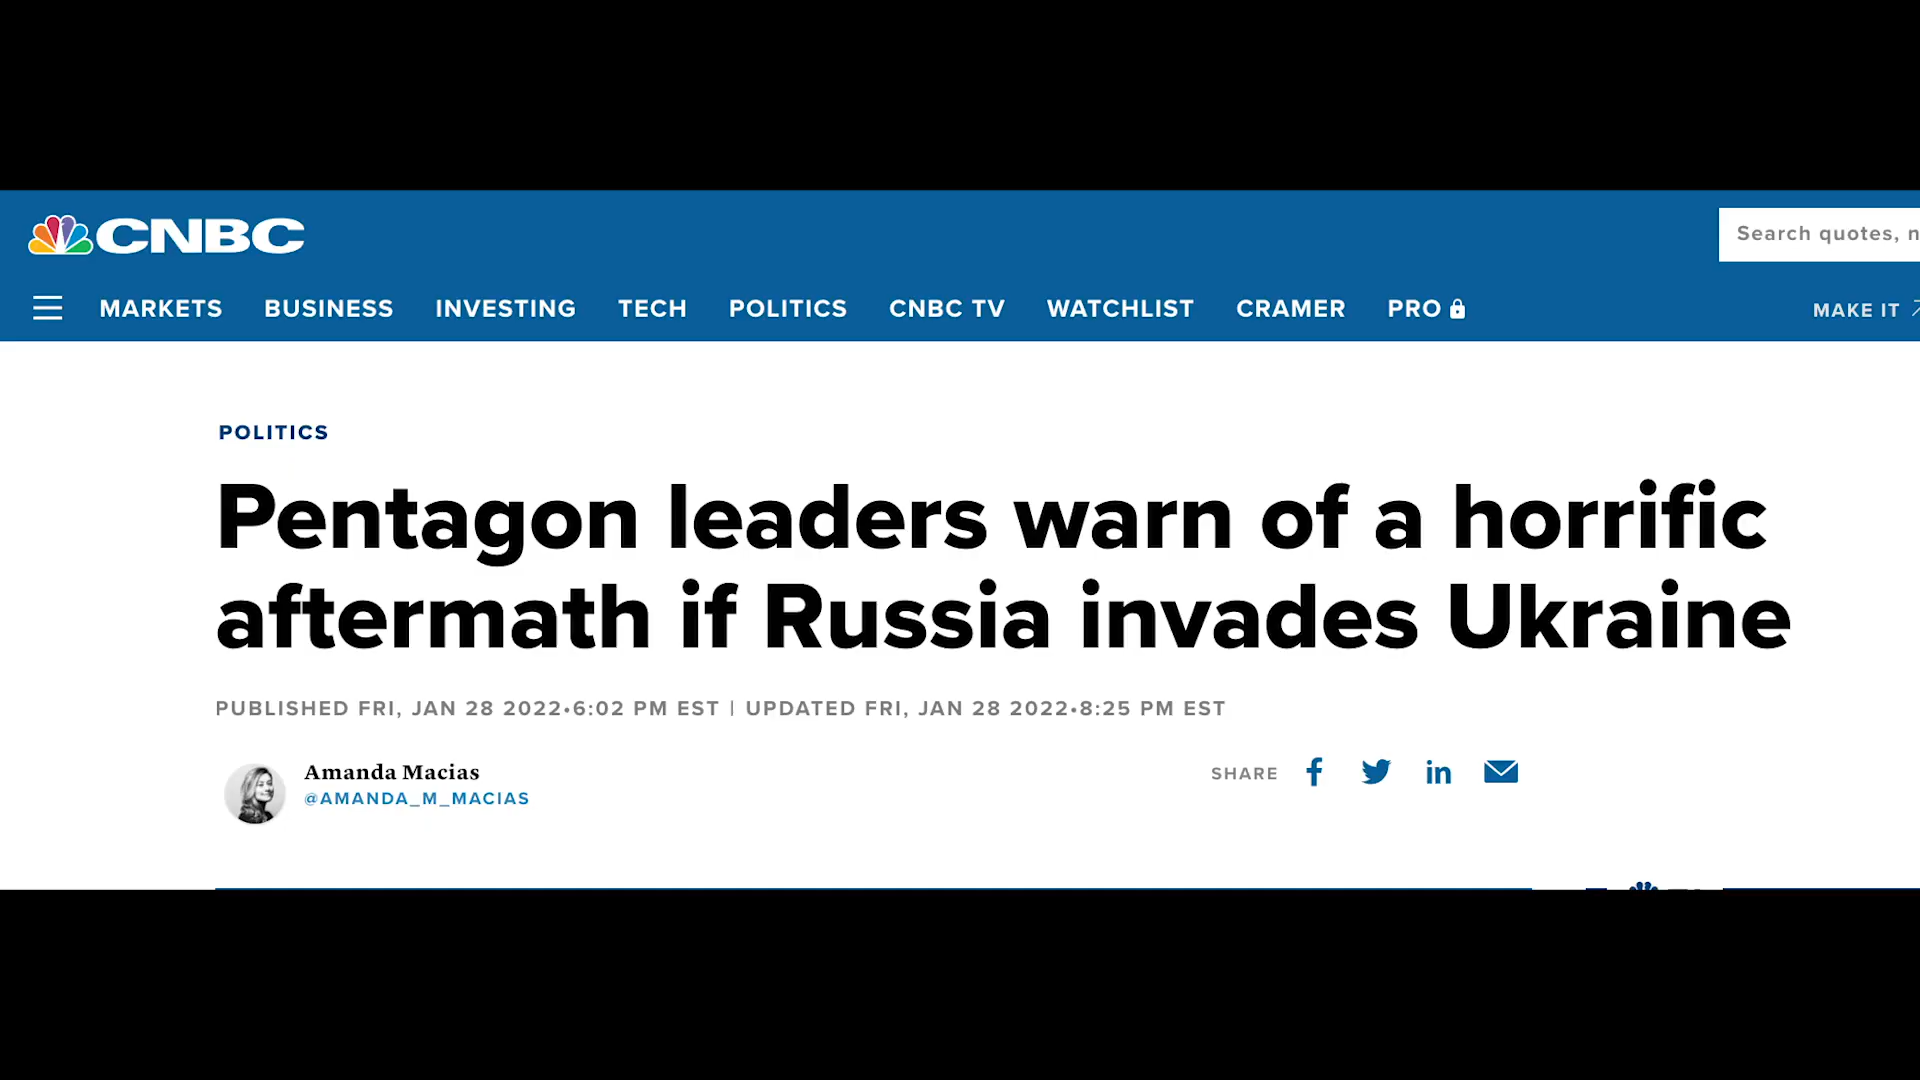 CNBC
Search quotes, n
MARKETS BUSINESS INVESTING TECH POLITICS CNBC TV WATCHLIST CRAMER PRO MAKE IT
POLITICS
Pentagon leaders warn of a horrific
aftermath if Russia invades Ukraine
PUBLISHED FRI, JAN 28 2022•6:02 PM EST | UPDATED FRI, JAN 28 2022•8:25 PM EST
Amanda Macias
@AMANDA_M_MACIAS
SHARE